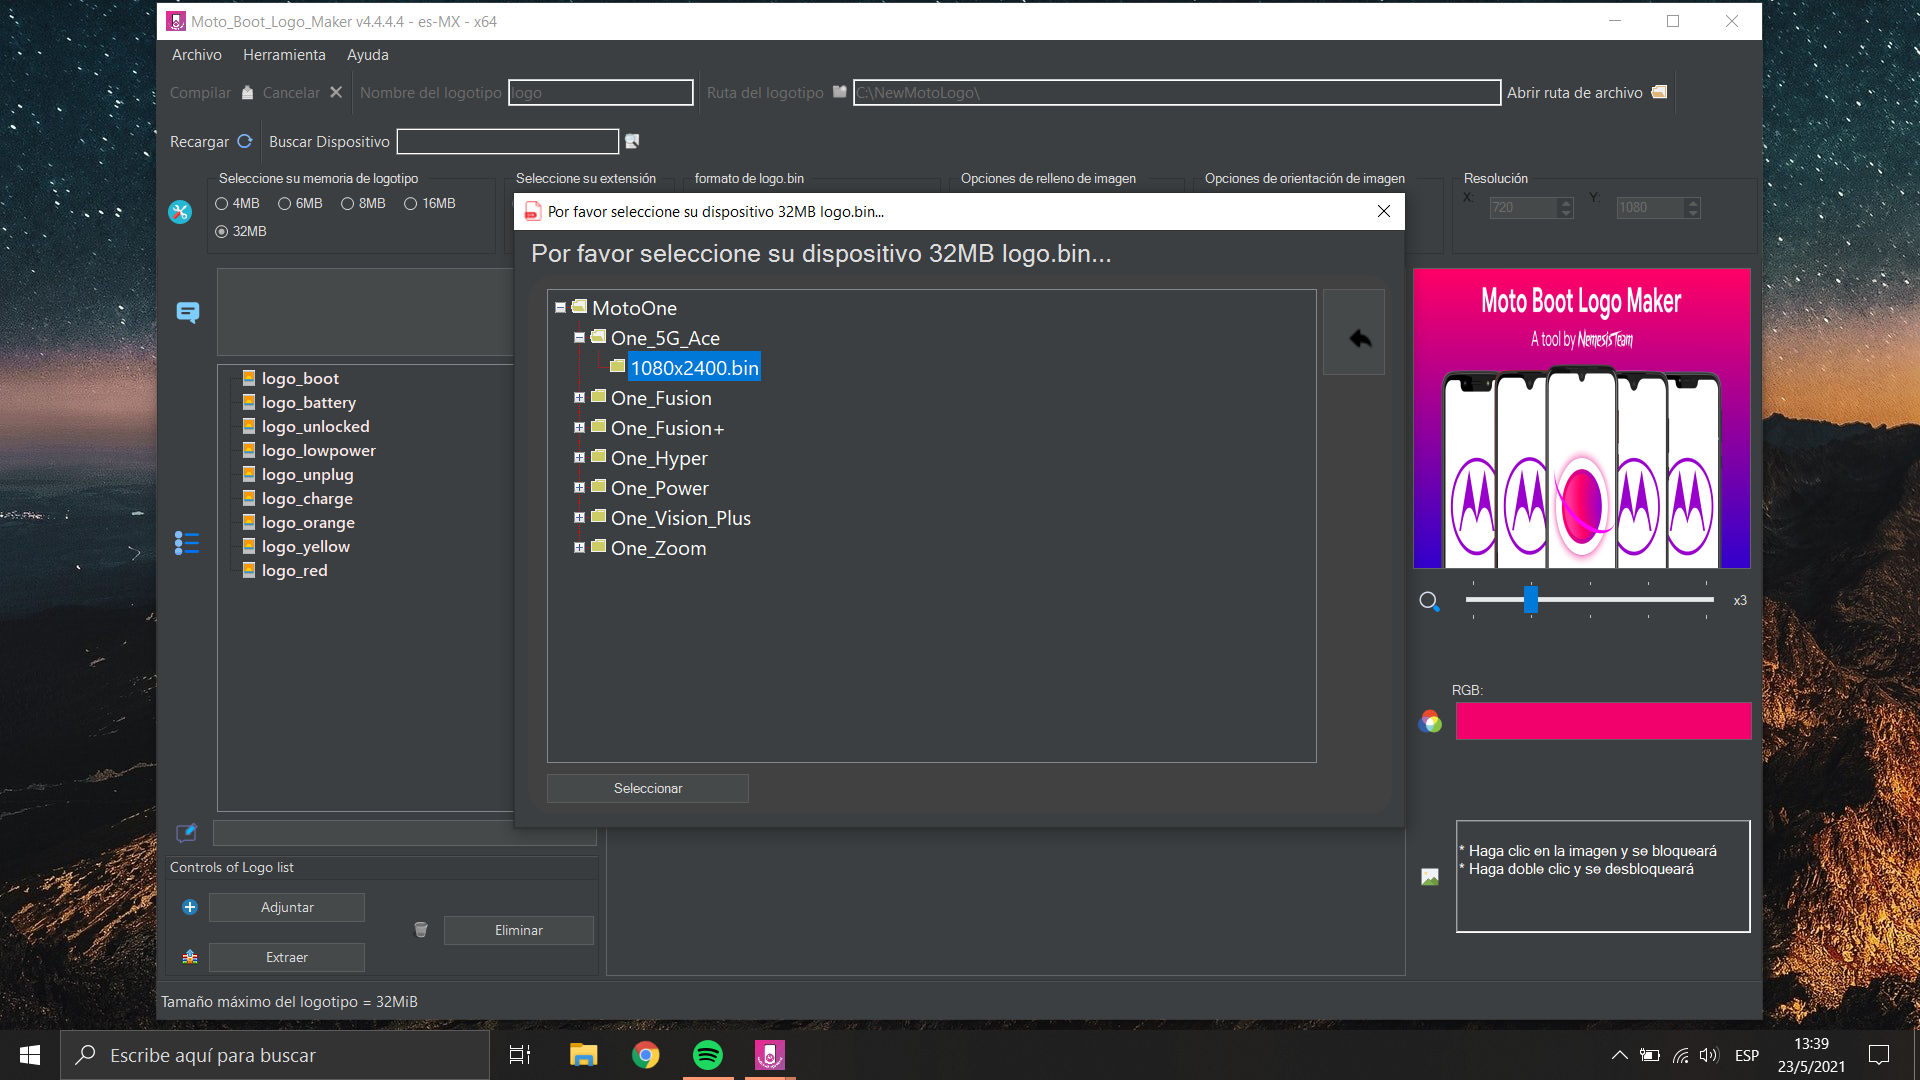 Moto_Boot_Logo_Maker v4.4.4.4 - es-MX - x64
Archivo Herramienta Ayuda
Compilar Cancelar Nombre del logotipo logo Ruta del logotipo C:\NewMotoLogo\ Abrir ruta de archivo
Recargar Buscar Dispositivo
Seleccione su memoria de logotipo Seleccione su extensión formato de logo.bin Opciones de relleno de imagen Opciones de orientación de imagen Resolución
4MB 6MB 8MB 16MB
32MB
X: 720 Y: 1080
Por favor seleccione su dispositivo 32MB logo.bin...
Por favor seleccione su dispositivo 32MB logo.bin...
MotoOne
One_5G_Ace
1080x2400.bin
One_Fusion
One_Fusion+
One_Hyper
One_Power
One_Vision_Plus
One_Zoom
Seleccionar
logo_boot
logo_battery
logo_unlocked
logo_lowpower
logo_unplug
logo_charge
logo_orange
logo_yellow
logo_red
Moto Boot Logo Maker
A tool by NemesisTeam
x3
RGB:
* Haga clic en la imagen y se bloqueará
* Haga doble clic y se desbloqueará
Controls of Logo list
Adjuntar
Eliminar
Extraer
Tamaño máximo del logotipo = 32MiB
Escribe aquí para buscar
ESP
13:39
23/5/2021